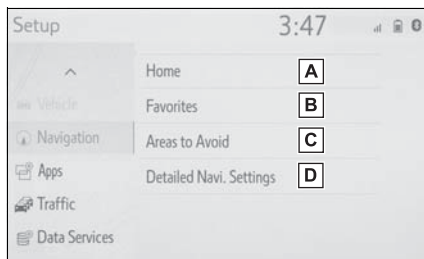 Setup 3:47
Home A
Vehicle
Favorites B
Navigation
Areas to Avoid C
Apps
Detailed Navi. Settings D
Traffic
Data Services